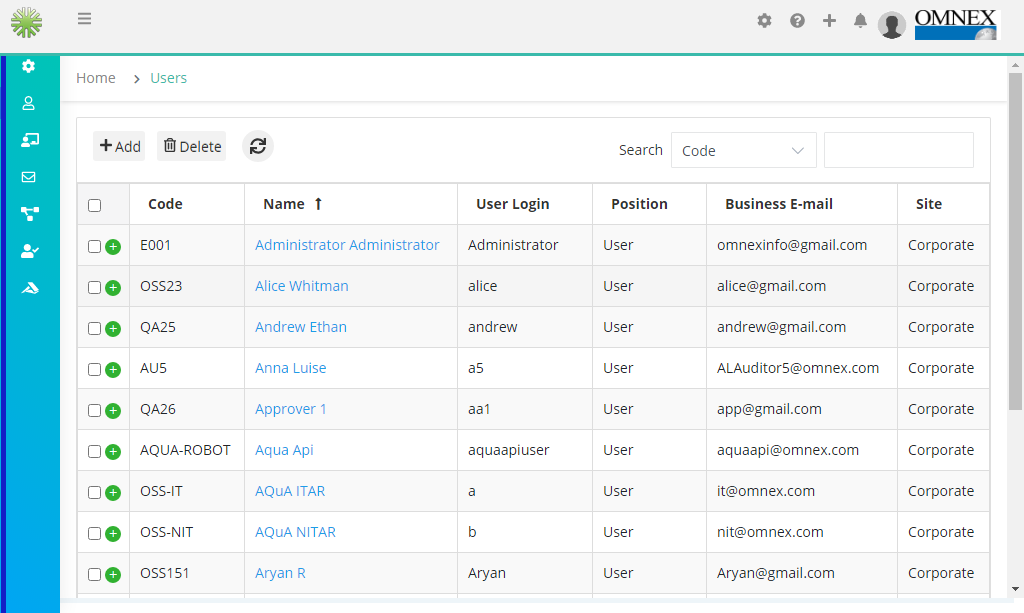 OMNEX
Home > Users
+ Add Delete
Search Code
Code Name ↑ User Login Position Business E-mail Site
E001 Administrator Administrator Administrator User omnexinfo@gmail.com Corporate
OSS23 Alice Whitman alice User alice@gmail.com Corporate
QA25 Andrew Ethan andrew User andrew@gmail.com Corporate
AU5 Anna Luise a5 User ALAuditor5@omnex.com Corporate
QA26 Approver 1 aa1 User app@gmail.com Corporate
AQUA-ROBOT Aqua Api aquaapiuser User aquaapi@omnex.com Corporate
OSS-IT AQuA ITAR a User it@omnex.com Corporate
OSS-NIT AQuA NITAR b User nit@omnex.com Corporate
OSS151 Aryan R Aryan User Aryan@gmail.com Corporate